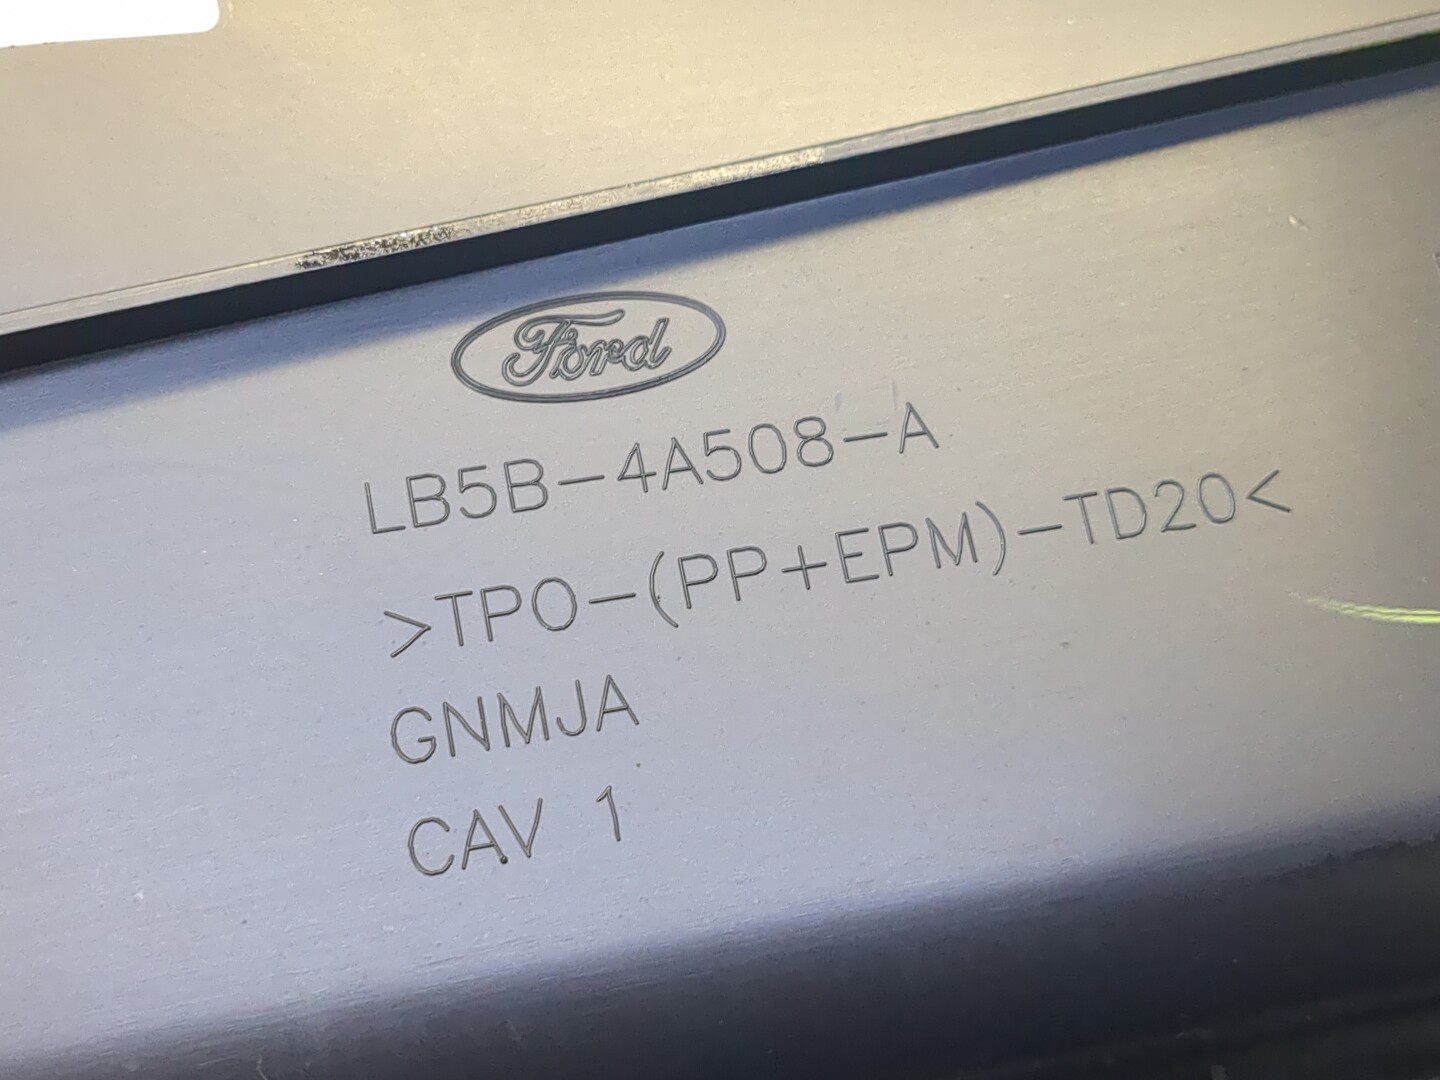 Ford
LB5B-4A508-A
>TPO-(PP+EPM)-TD20<
GNMJA
CAV 1